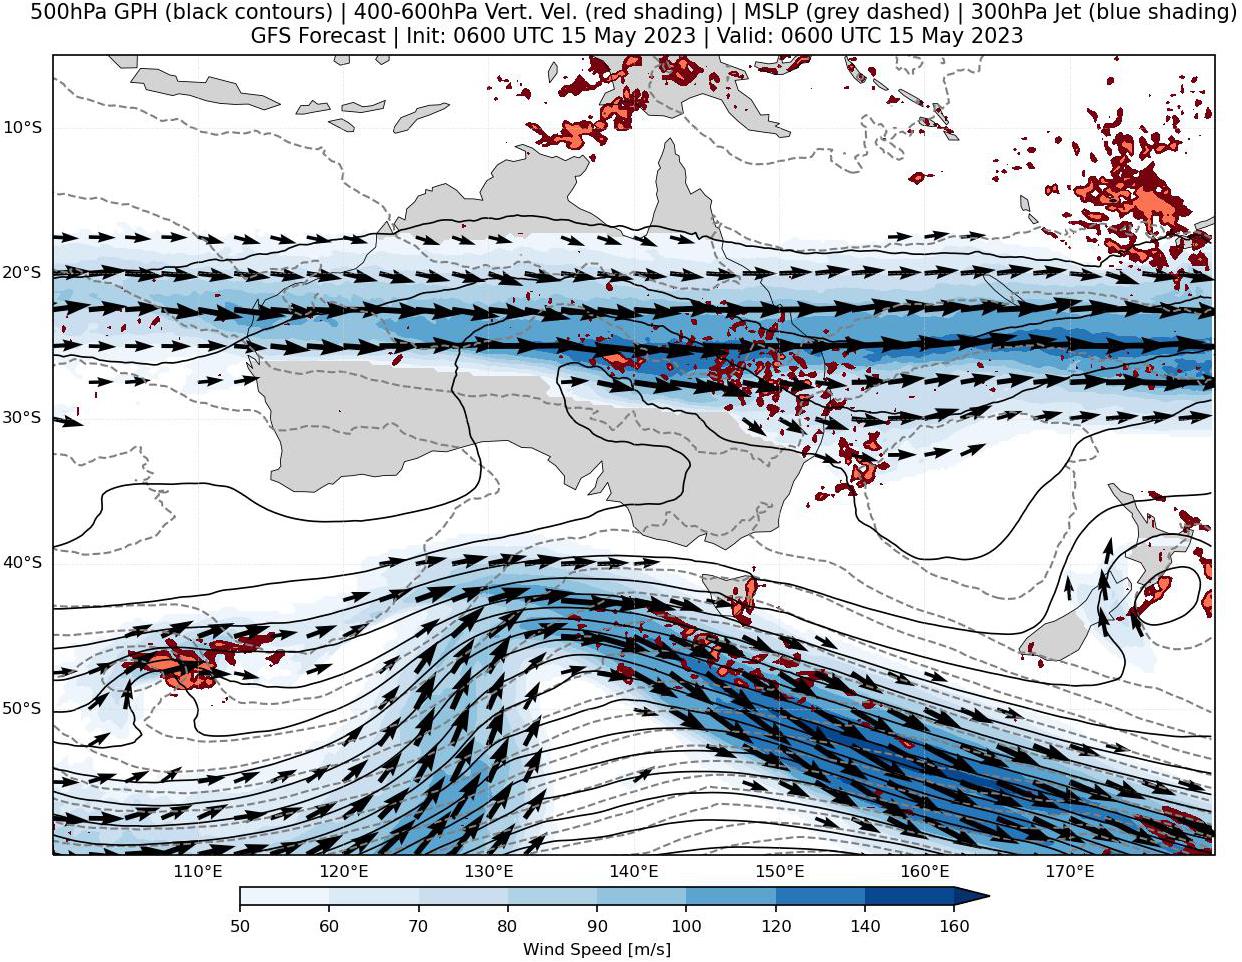 500hPa GPH (black contours) | 400-600hPa Vert. Vel. (red shading) | MSLP (grey dashed) | 300hPa Jet (blue shading)
GFS Forecast | Init: 0600 UTC 15 May 2023 | Valid: 0600 UTC 15 May 2023
10°S
20°S
30°S
40°S
50°S
110°E 120°E 130°E 140°E 150°E 160°E 170°E
50 60 70 80 90 100 120 140 160
Wind Speed [m/s]